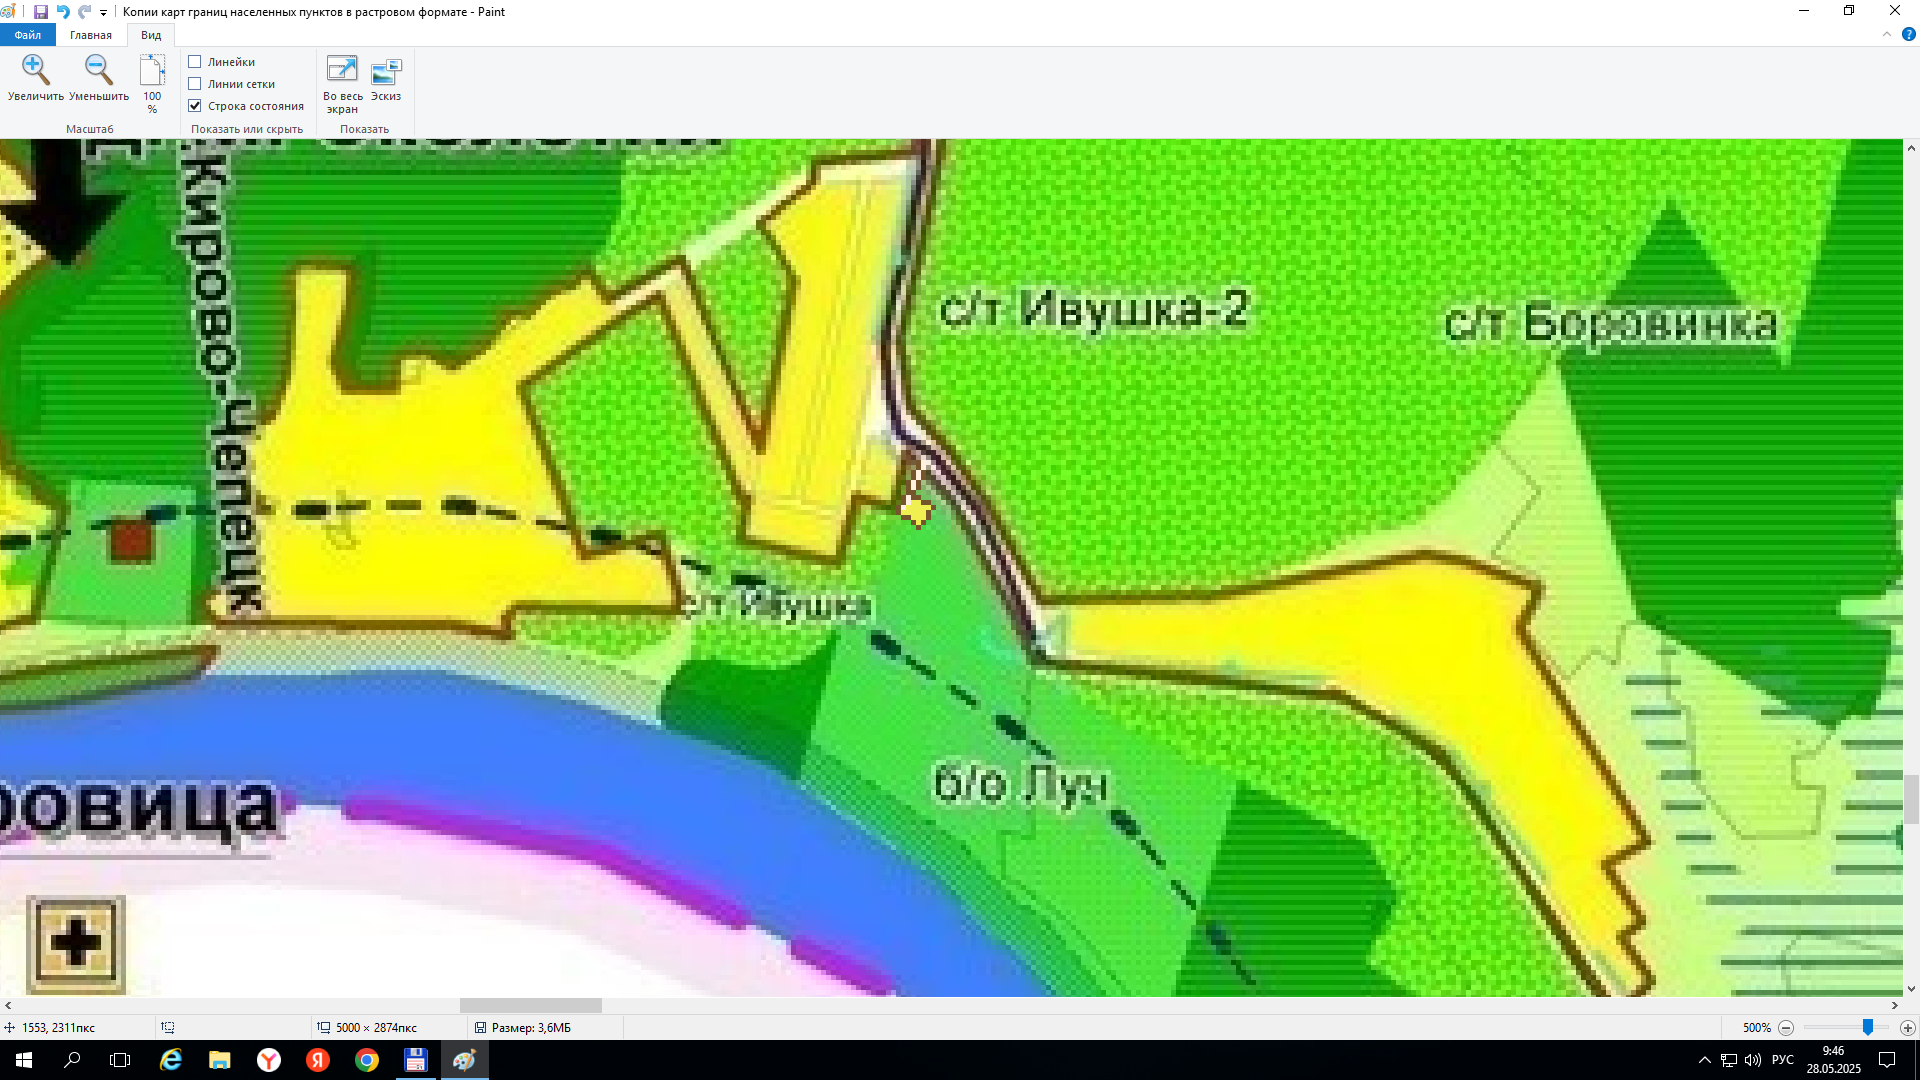 Копии карт границ населенных пунктов в растровом формате - Paint
Файл
Главная
Вид
Увеличить
Уменьшить
100
%
Линейки
Линии сетки
Строка состояния
Во весь
экран
Эскиз
Масштаб
Показать или скрыть
Показать
Кирово-Чепецк
с/т Ивушка-2
с/т Боровинка
с/т Ивушка
б/о Луч
ровица
1553, 2311пкс
5000 × 2874пкс
Размер: 3,6МБ
500%
РУС
9:46
28.05.2025